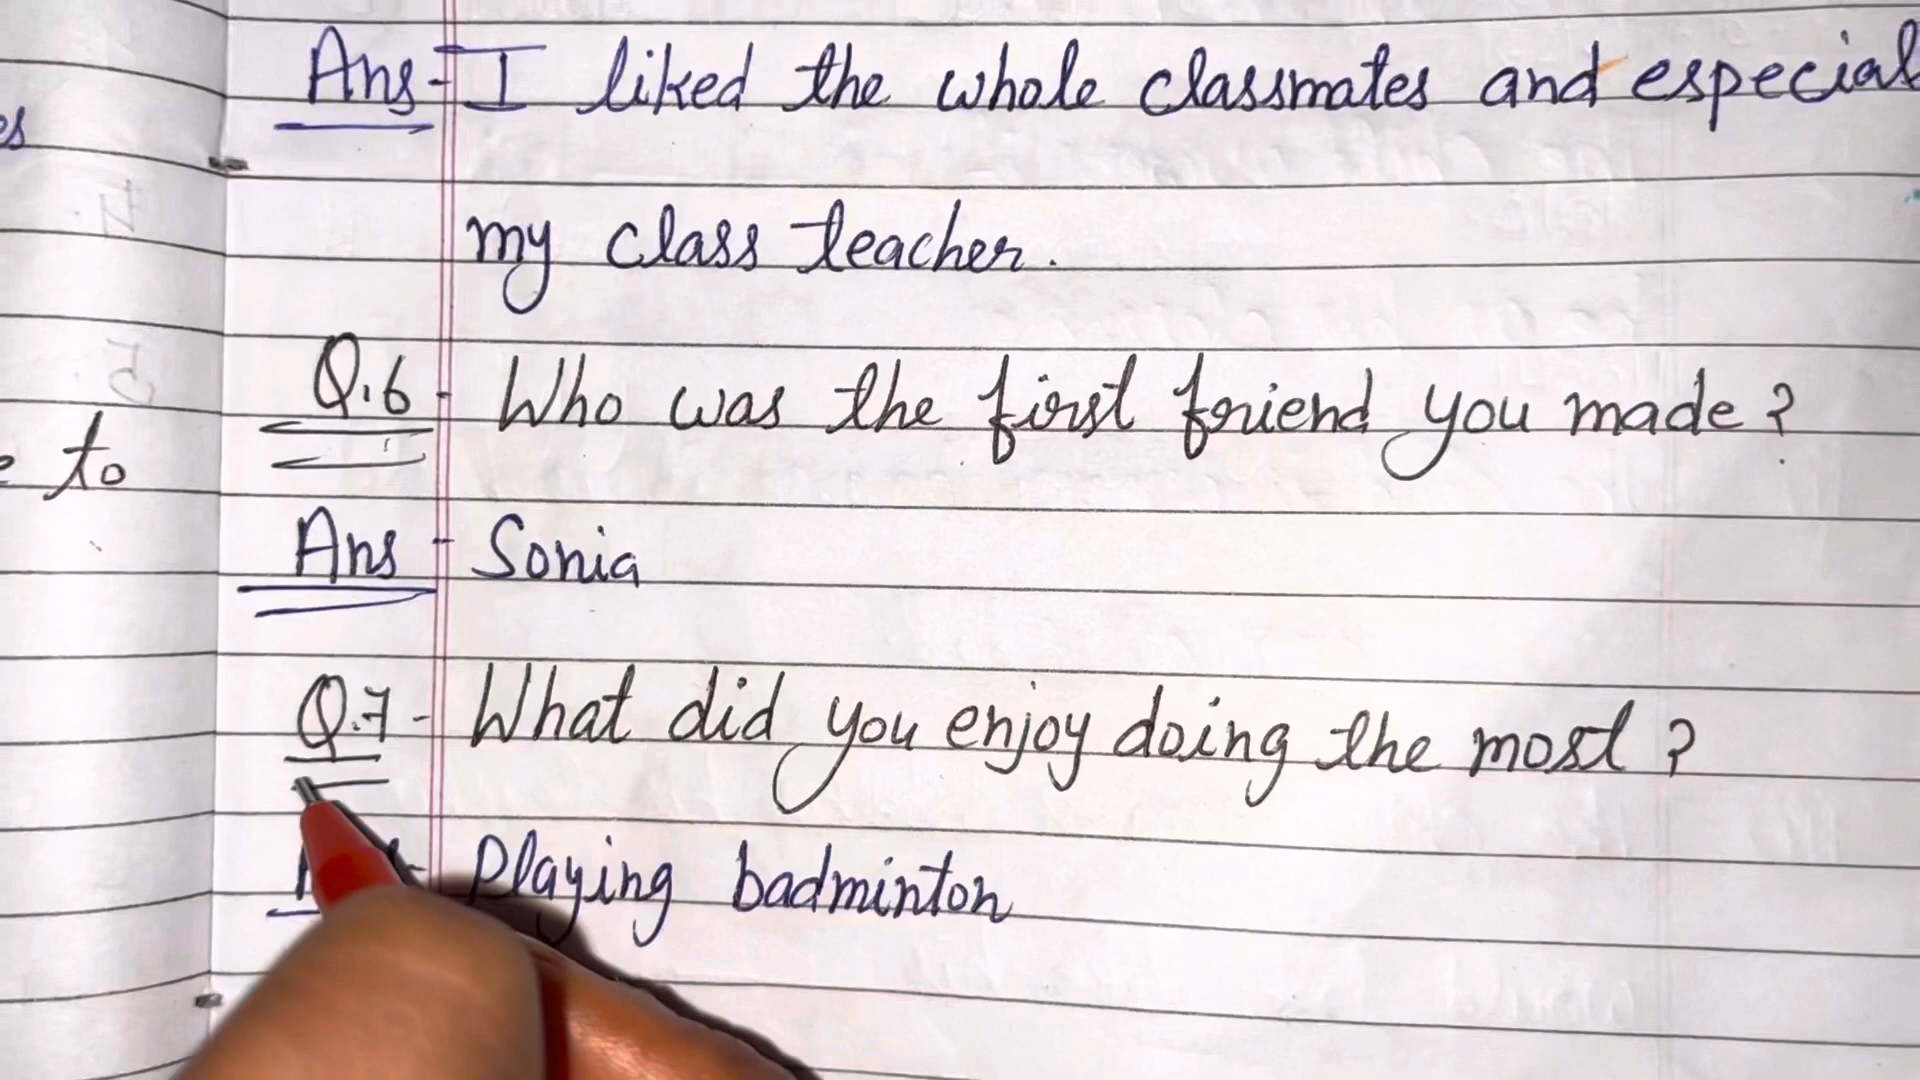 Ans- I liked the whole classmates and especial
my class teacher.
Q.6- Who was the first friend you made?
to
Ans - Sonia
Q.7- What did you enjoy doing the most?
Playing badminton